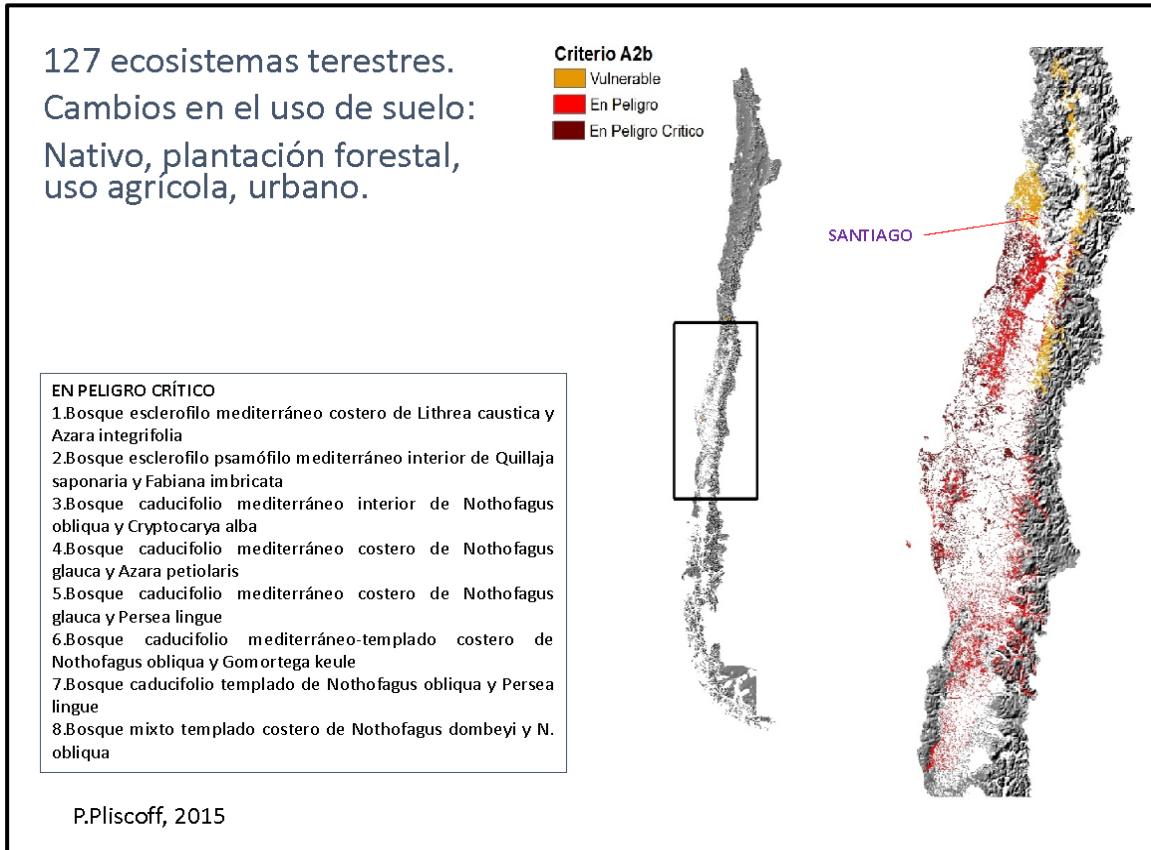 127 ecosistemas terestres.
Cambios en el uso de suelo:
Nativo, plantación forestal,
uso agrícola, urbano.
Criterio A2b
Vulnerable
En Peligro
En Peligro Crítico
SANTIAGO
EN PELIGRO CRÍTICO
1.Bosque esclerofilo mediterráneo costero de Lithrea caustica y
Azara integrifolia
2.Bosque esclerofilo psamófilo mediterráneo interior de Quillaja
saponaria y Fabiana imbricata
3.Bosque caducifolio mediterráneo interior de Nothofagus
obliqua y Cryptocarya alba
4.Bosque caducifolio mediterráneo costero de Nothofagus
glauca y Azara petiolaris
5.Bosque caducifolio mediterráneo costero de Nothofagus
glauca y Persea lingue
6.Bosque caducifolio mediterráneo-templado costero de
Nothofagus obliqua y Gomortega keule
7.Bosque caducifolio templado de Nothofagus obliqua y Persea
lingue
8.Bosque mixto templado costero de Nothofagus dombeyi y N.
obliqua
P.Pliscoff, 2015